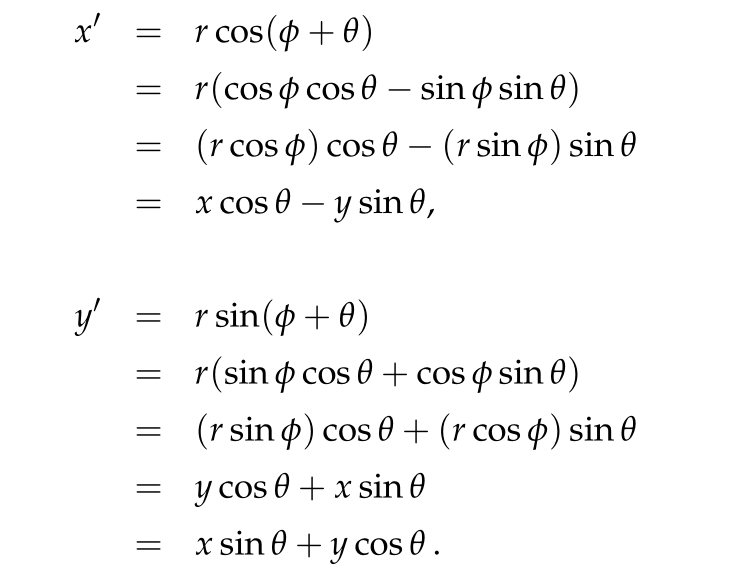 x′ = r cos(ϕ + θ)
= r(cos ϕ cos θ − sin ϕ sin θ)
= (r cos ϕ) cos θ − (r sin ϕ) sin θ
= x cos θ − y sin θ,
y′ = r sin(ϕ + θ)
= r(sin ϕ cos θ + cos ϕ sin θ)
= (r sin ϕ) cos θ + (r cos ϕ) sin θ
= y cos θ + x sin θ
= x sin θ + y cos θ .